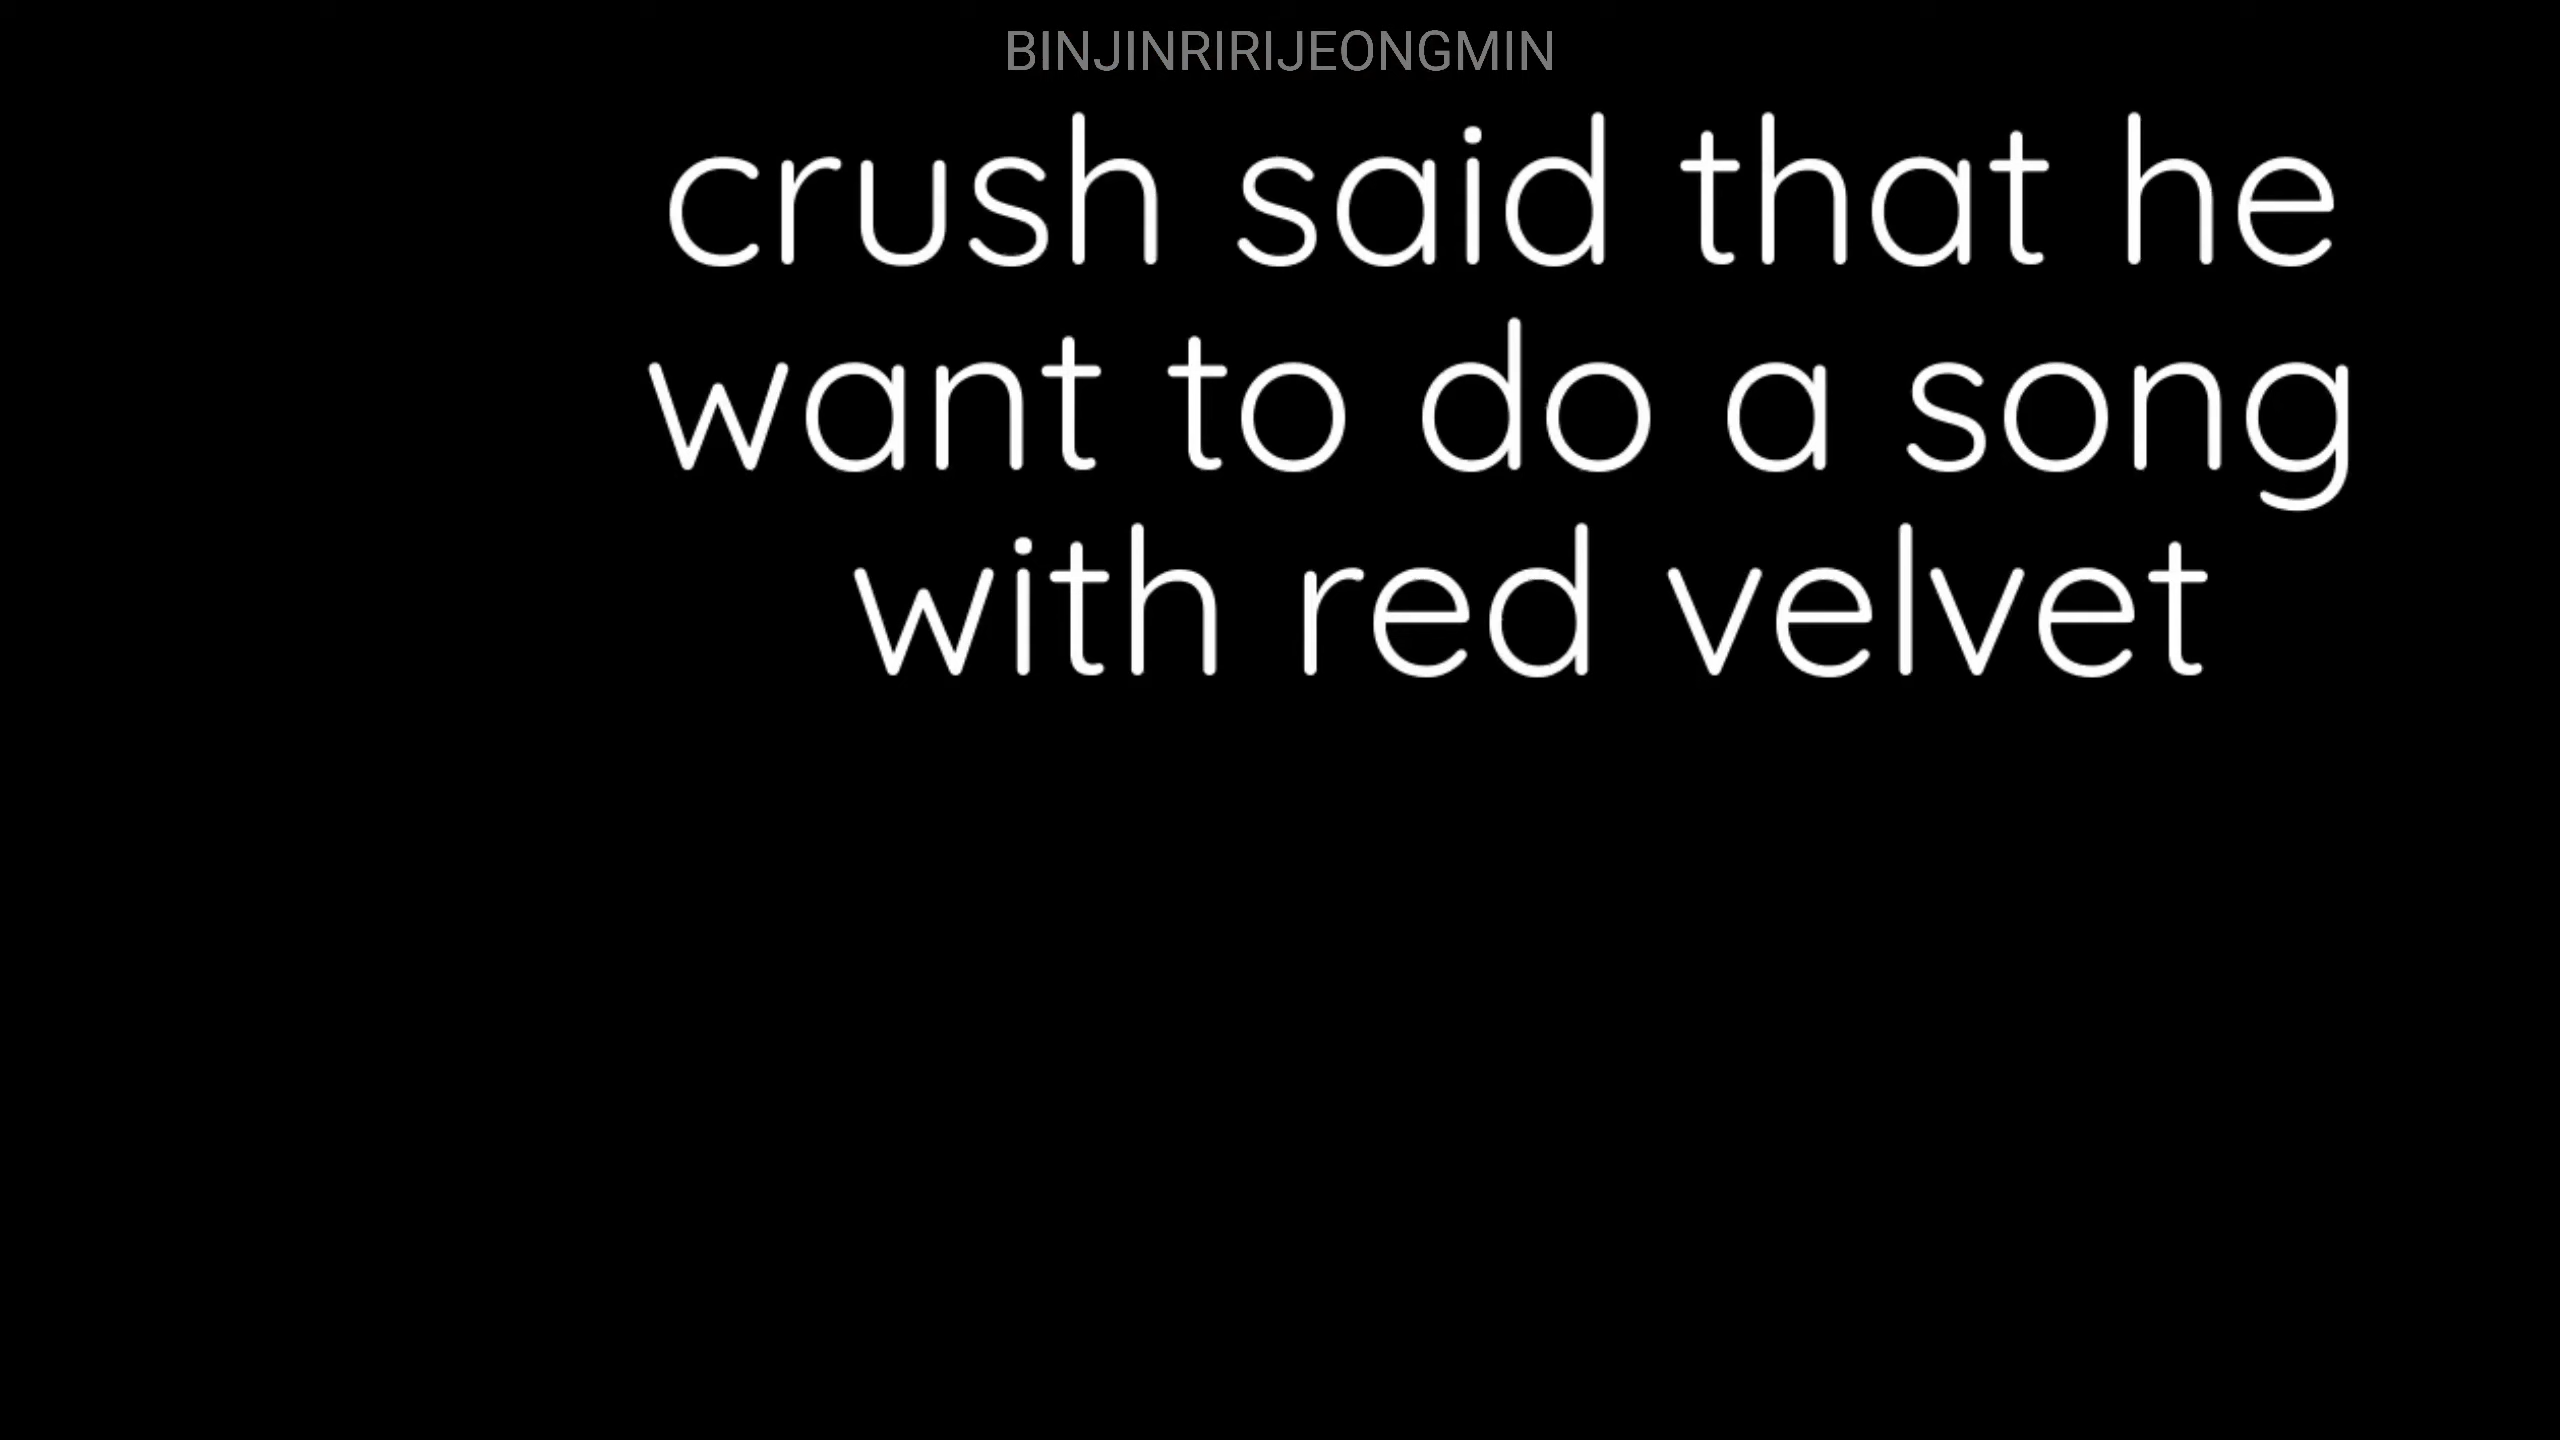 BINJINRIRIJEONGMIN
crush said that he
want to do a song
with red velvet